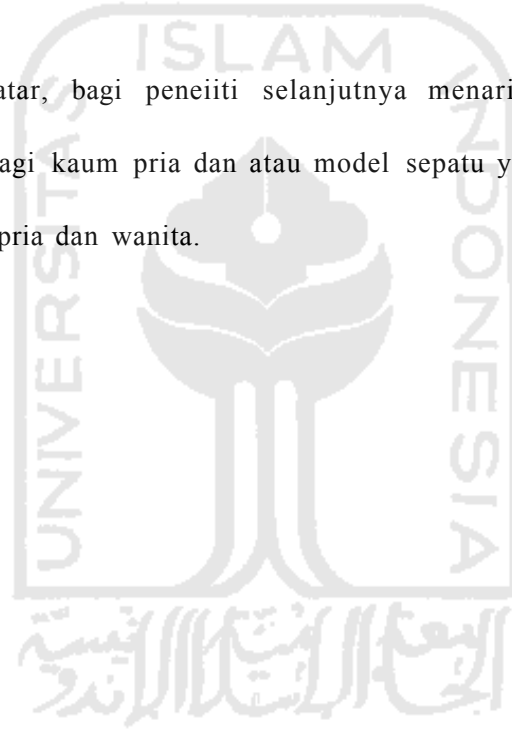 ISLAM
UNIVERSITAS
INDONESIA
atar, bagi peneiiti selanjutnya menari
agi kaum pria dan atau model sepatu y
pria dan wanita.